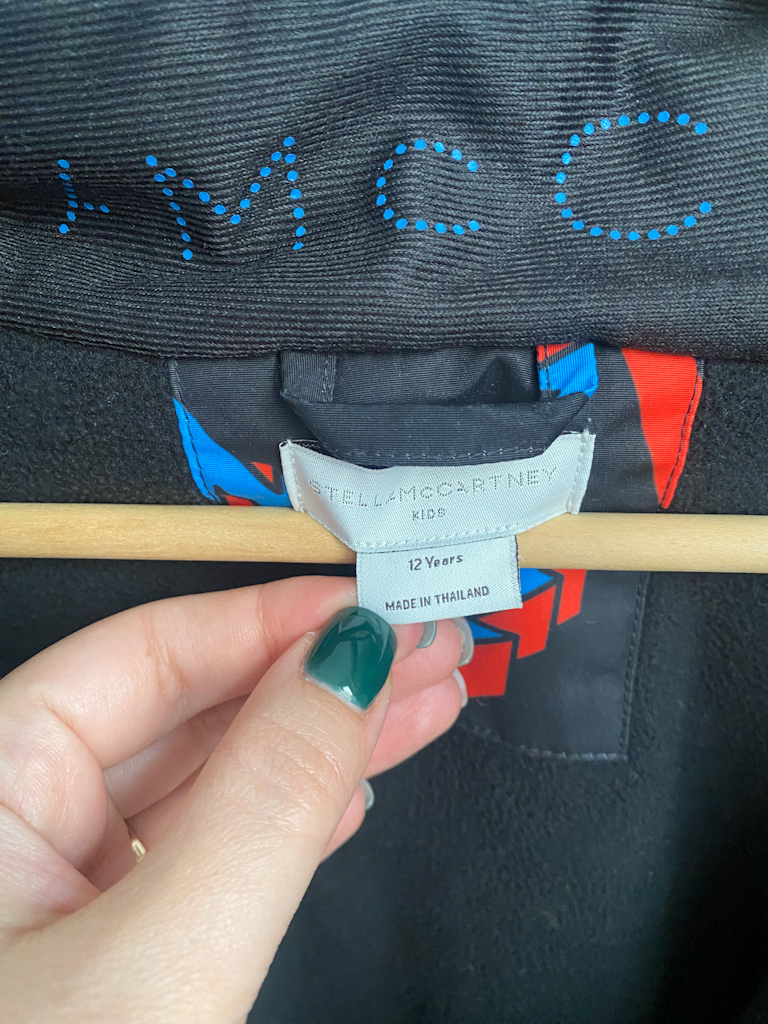 McC
STELLA McCARTNEY
KIDS
12 Years
MADE IN THAILAND